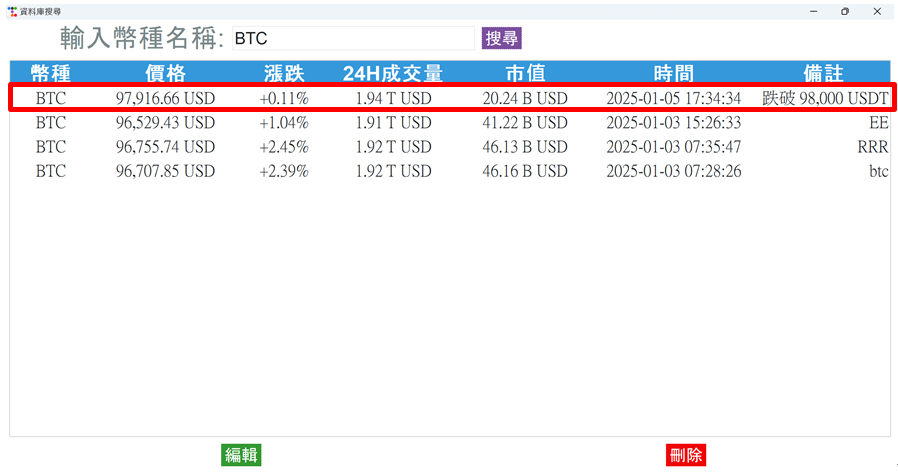 資料庫搜尋
輸入幣種名稱: BTC 搜尋
幣種 價格 漲跌 24H成交量 市值 時間 備註
BTC 97,916.66 USD +0.11% 1.94 T USD 20.24 B USD 2025-01-05 17:34:34 跌破 98,000 USDT
BTC 96,529.43 USD +1.04% 1.91 T USD 41.22 B USD 2025-01-03 15:26:33 EE
BTC 96,755.74 USD +2.45% 1.92 T USD 46.13 B USD 2025-01-03 07:35:47 RRR
BTC 96,707.85 USD +2.39% 1.92 T USD 46.16 B USD 2025-01-03 07:28:26 btc
編輯 刪除